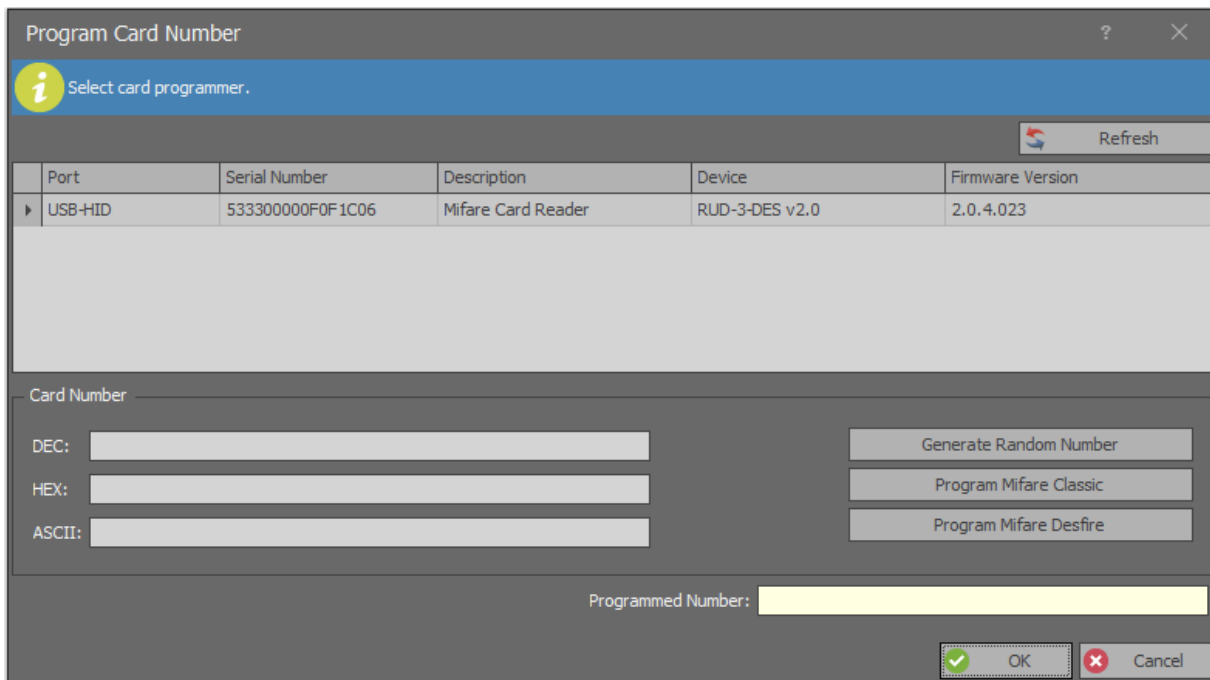 Program Card Number
?
Select card programmer.
Refresh
Port Serial Number Description Device Firmware Version
USB-HID 533300000F0F1C06 Mifare Card Reader RUD-3-DES v2.0 2.0.4.023
Card Number
DEC:
Generate Random Number
HEX:
Program Mifare Classic
ASCII:
Program Mifare Desfire
Programmed Number:
OK Cancel